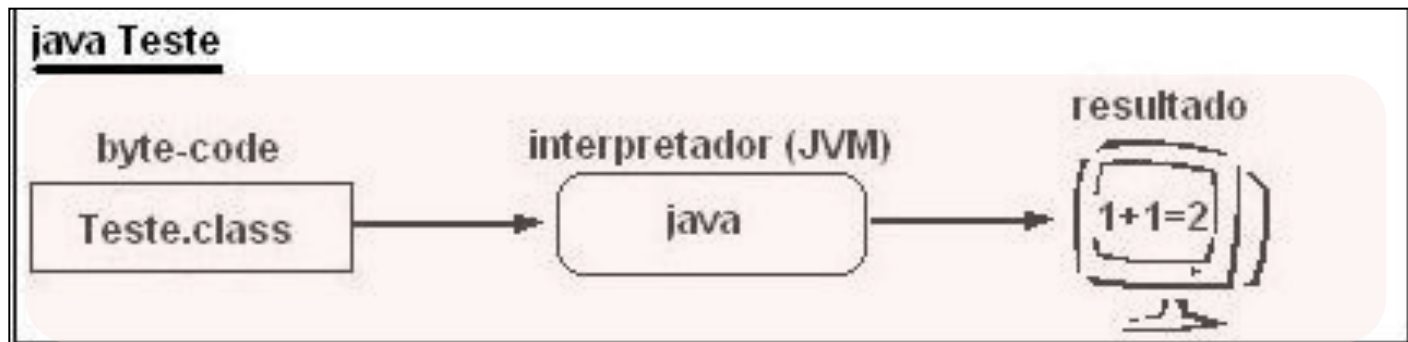 java Teste
byte-code
interpretador (JVM)
resultado
Teste.class
java
1+1=2